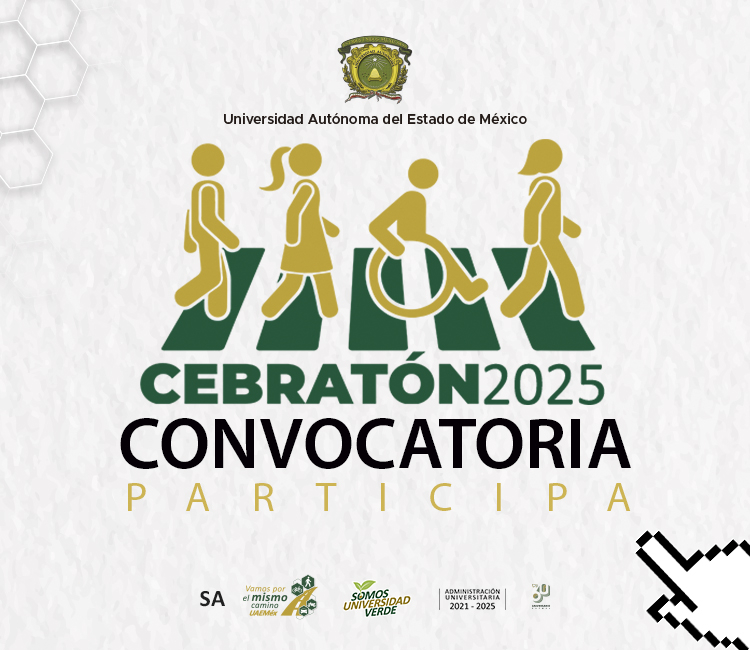 Universidad Autónoma del Estado de México
CEBRATÓN2025
CONVOCATORIA
PARTICIPA
SA
Vamos por
el mismo
camino
UAEMéx
SOMOS
UNIVERSIDAD
VERDE
ADMINISTRACIÓN
UNIVERSITARIA
2021 - 2025